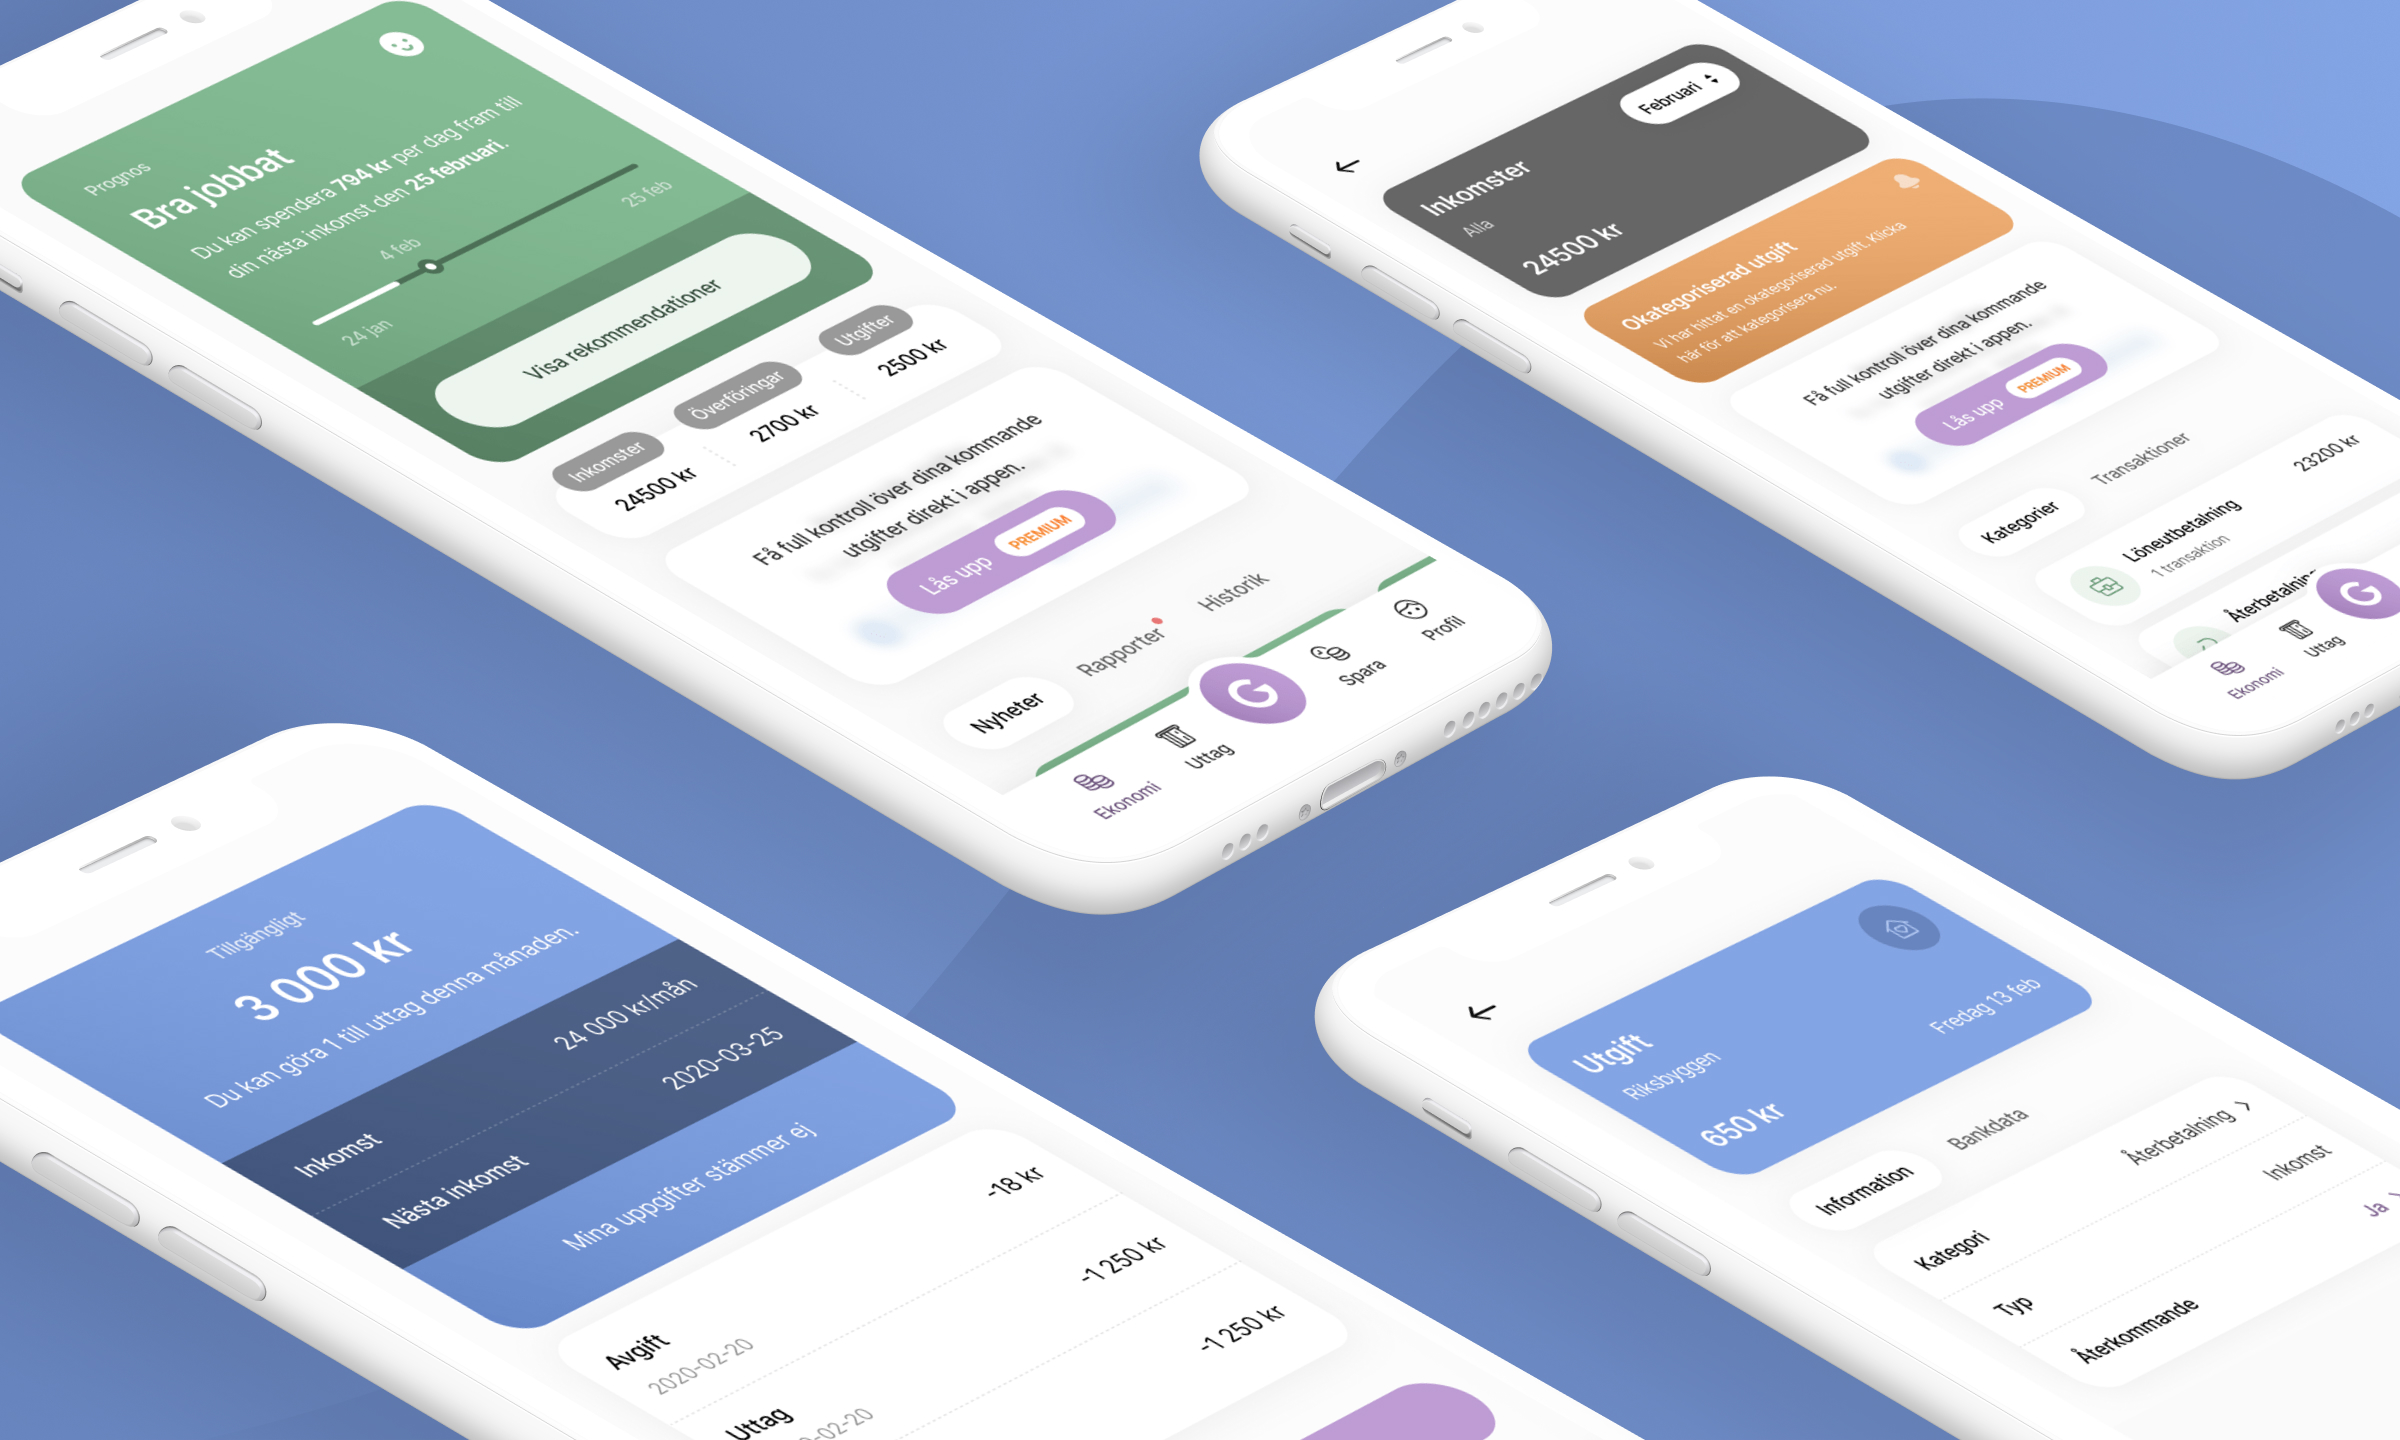 Prognos
Bra jobbat
Du kan spendera 794 kr per dag fram till
din nästa inkomst den 25 februari.
4 feb
25 feb
24 jan
Visa rekommendationer
Inkomster
Överföringar
Utgifter
24500 kr
2700 kr
2500 kr
Få full kontroll över dina kommande
utgifter direkt i appen.
Lås upp PREMIUM
Nyheter
Rapporter
Historik
Ekonomi
Uttag
G
Spara
Profil
Februari
Inkomster
Alla
24500 kr
Okategoriserad utgift
Vi har hittat en okategoriserad utgift. Klicka
här för att kategorisera nu.
Få full kontroll över dina kommande
utgifter direkt i appen.
Lås upp PREMIUM
Kategorier
Transaktioner
Löneutbetalning
23200 kr
1 transaktion
Återbetalning
Ekonomi
Uttag
G
Tillgängligt
3 000 kr
Du kan göra 1 till uttag denna månaden.
Inkomst
24 000 kr/mån
Nästa inkomst
2020-03-25
Mina uppgifter stämmer ej
Avgift
-18 kr
2020-02-20
Uttag
-1 250 kr
-02-20
-1 250 kr
Utgift
Riksbyggen
Fredag 13 feb
650 kr
Information
Bankdata
Kategori
Återbetalning
Typ
Inkomst
Återkommande
Ja